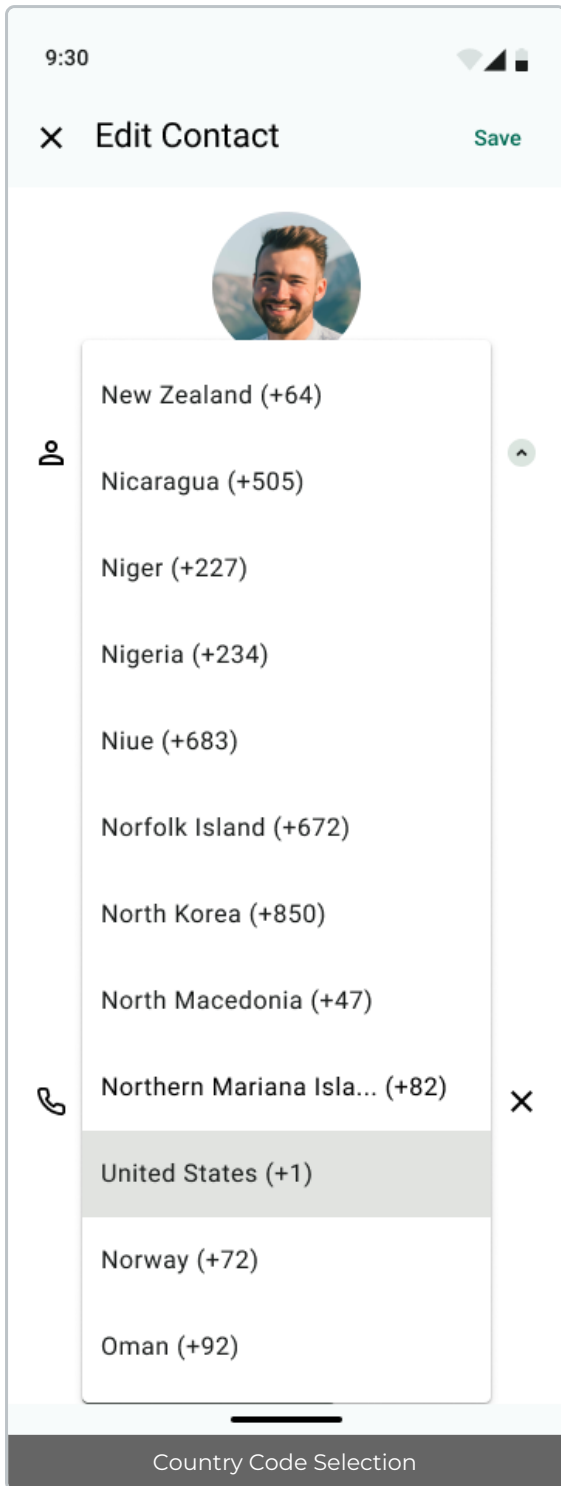 9:30
Edit Contact
Save
New Zealand (+64)
Nicaragua (+505)
Niger (+227)
Nigeria (+234)
Niue (+683)
Norfolk Island (+672)
North Korea (+850)
North Macedonia (+47)
Northern Mariana Isla... (+82)
United States (+1)
Norway (+72)
Oman (+92)
Country Code Selection